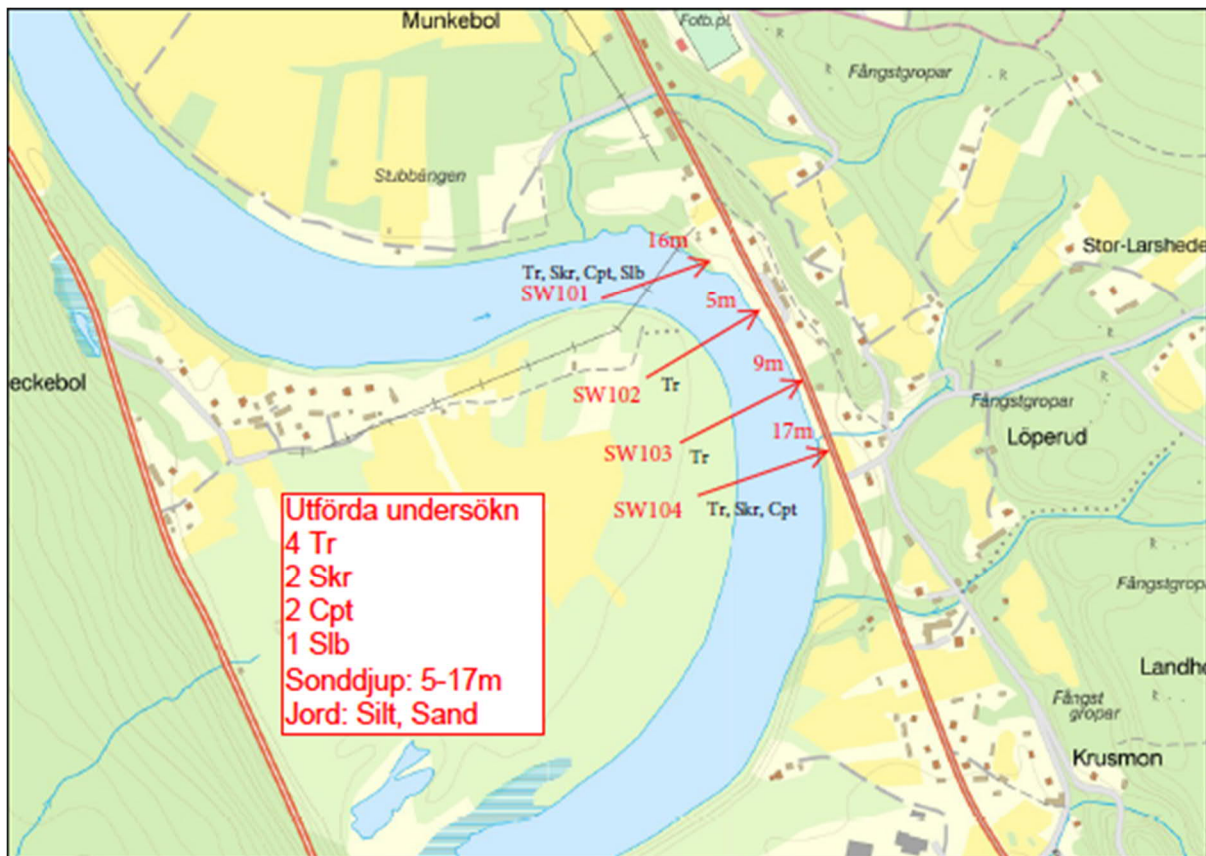 Munkebol
Fotb.pl.
R
Fångstgropar
R
R
Stubbängen
16m
Stor-Larshede
Tr, Skr, Cpt, Slb
SW101
5m
9m
eckebol
SW102
Tr
R
Fångstgropar
17m
Löperud
SW103
Tr
SW104
Tr, Skr, Cpt
Utförda undersökn
4 Tr
2 Skr
2 Cpt
1 Slb
Sonddjup: 5-17m
Jord: Silt, Sand
R
R
Fångstgropa
Landhe
Fångst
gropar
R
Krusmon